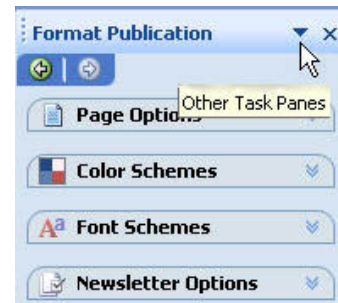 Format Publication
Other Task Panes
Page Options
Color Schemes
Font Schemes
Newsletter Options